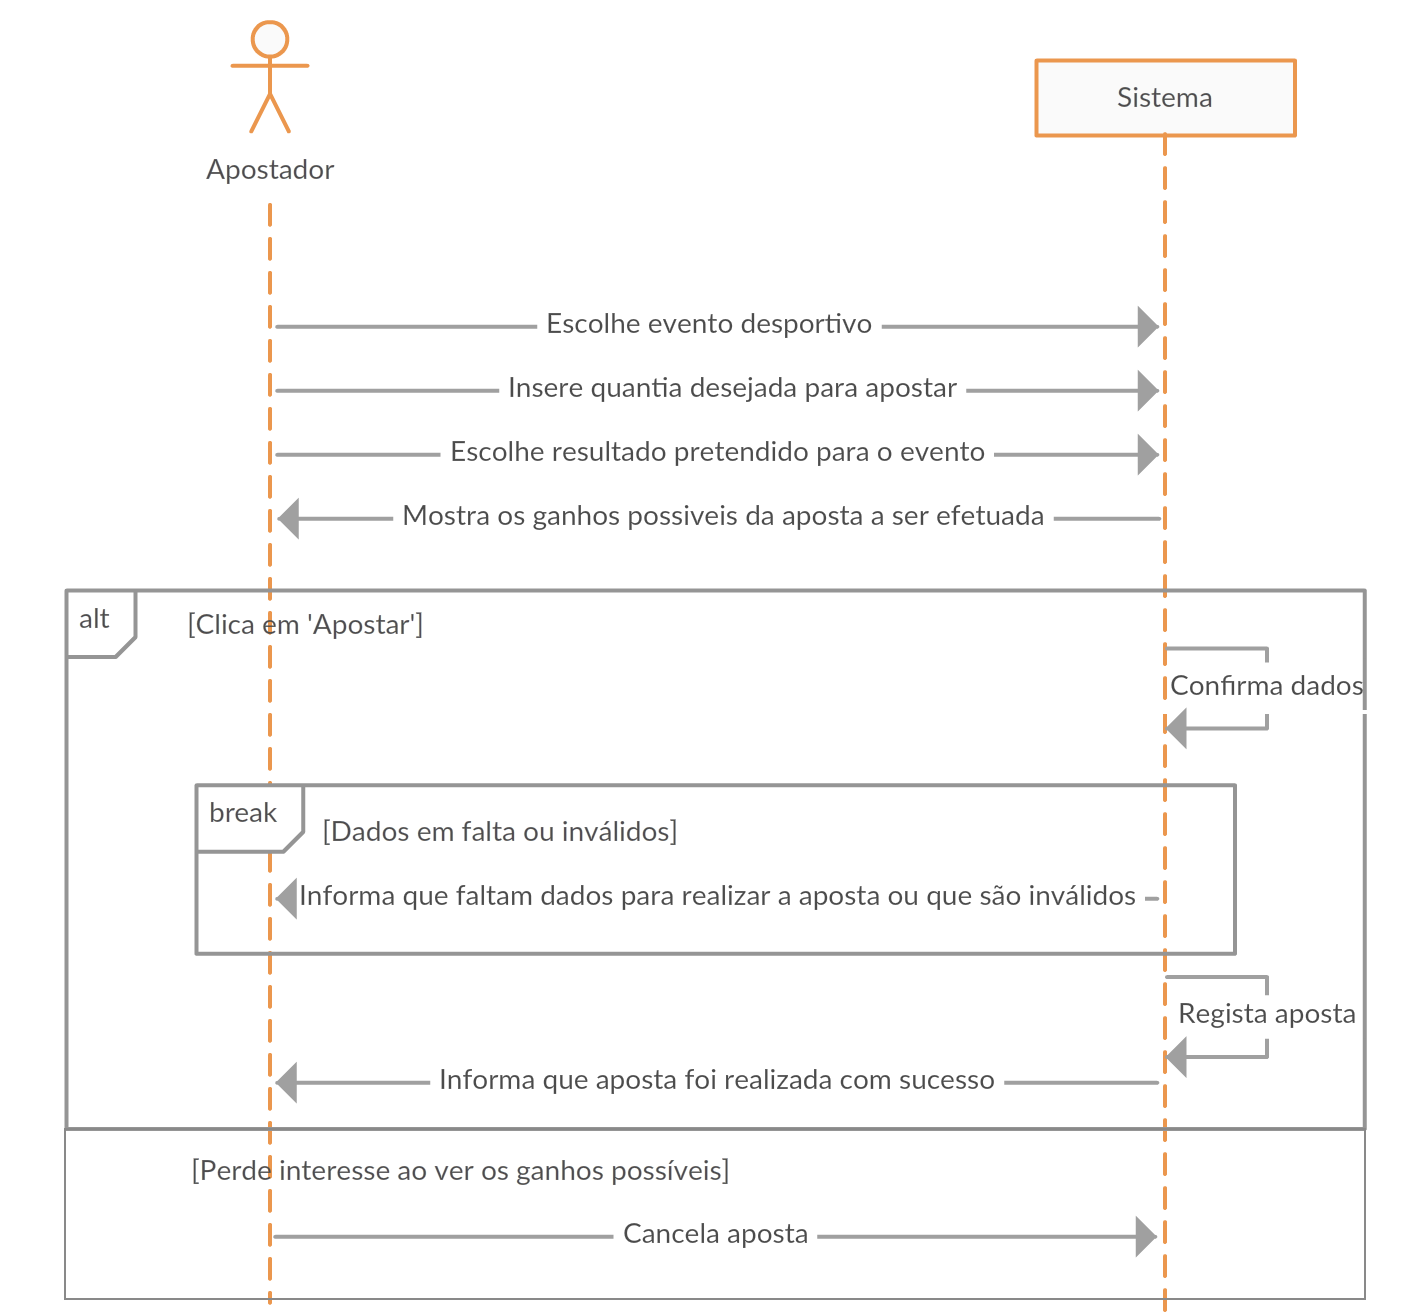 Apostador
Sistema
Escolhe evento desportivo
Insere quantia desejada para apostar
Escolhe resultado pretendido para o evento
Mostra os ganhos possiveis da aposta a ser efetuada
alt
[Clica em 'Apostar']
Confirma dados
break
[Dados em falta ou inválidos]
Informa que faltam dados para realizar a aposta ou que são inválidos
Regista aposta
Informa que aposta foi realizada com sucesso
[Perde interesse ao ver os ganhos possíveis]
Cancela aposta